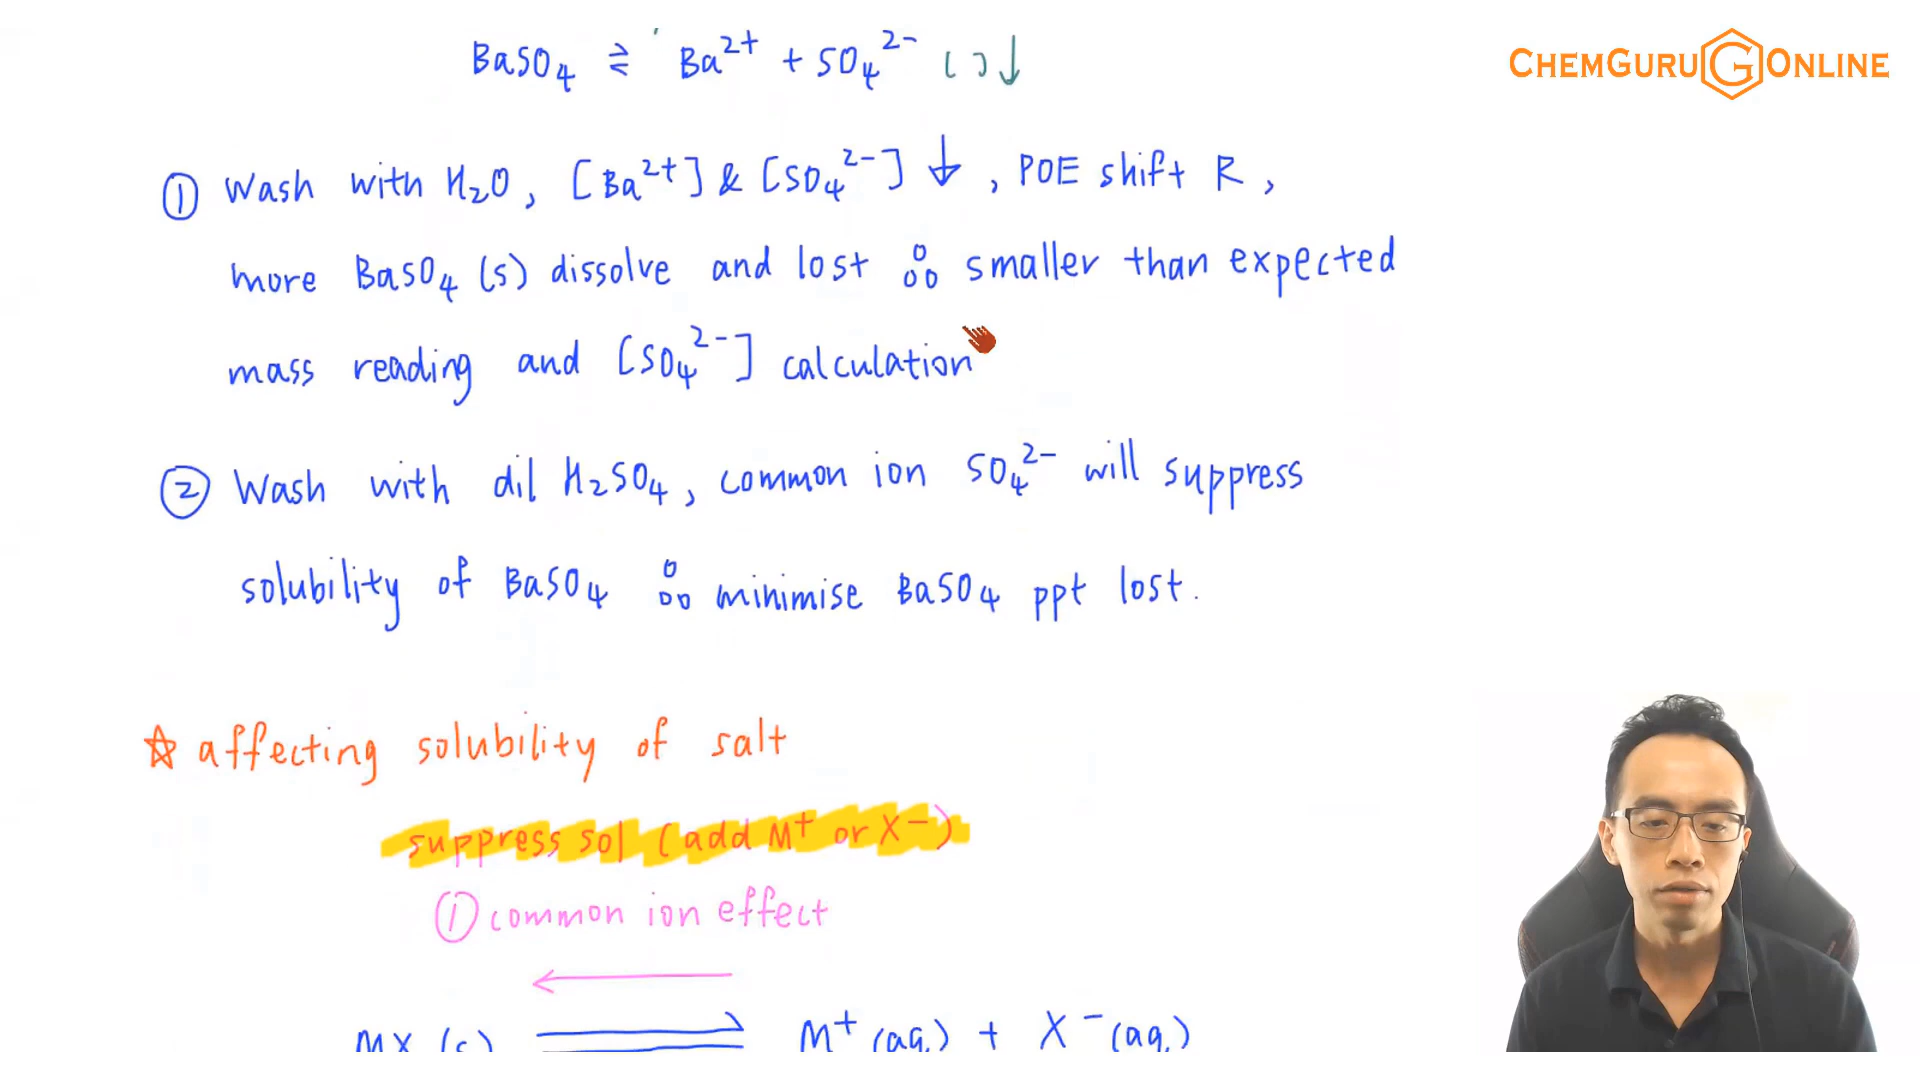 BaSO₄ ⇌ Ba²⁺ + SO₄²⁻ [ ]↓
CHEMGURU G ONLINE
① Wash with H₂O, [Ba²⁺] & [SO₄²⁻] ↓, POE shift R,
more BaSO₄ (s) dissolve and lost ∴ smaller than expected
mass reading and [SO₄²⁻] calculation
② Wash with dil H₂SO₄, common ion SO₄²⁻ will suppress
solubility of BaSO₄ ∴ minimise BaSO₄ ppt lost.
☆ affecting solubility of salt
suppress sol (add M⁺ or X⁻)
① common ion effect
←
MX (s) ⇌ M⁺ (aq) + X⁻ (aq)